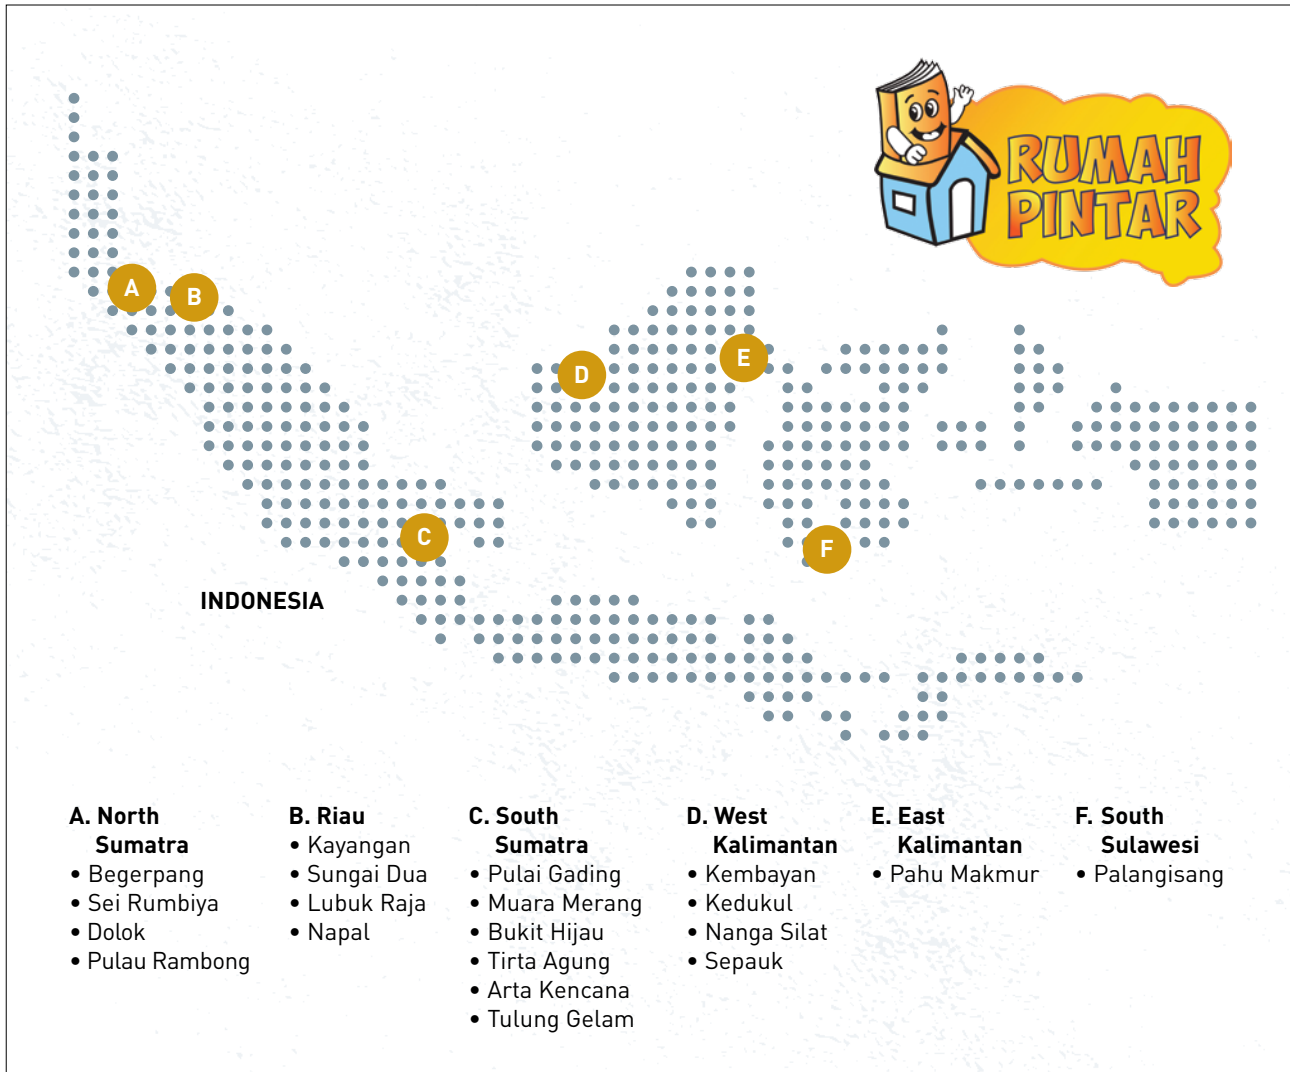 RUMAH
PINTAR
A
B
E
D
C
F
INDONESIA
A. North
Sumatra
• Begerpang
• Sei Rumbiya
• Dolok
• Pulau Rambong
B. Riau
• Kayangan
• Sungai Dua
• Lubuk Raja
• Napal
C. South
Sumatra
• Pulai Gading
• Muara Merang
• Bukit Hijau
• Tirta Agung
• Arta Kencana
• Tulung Gelam
D. West
Kalimantan
• Kembayan
• Kedukul
• Nanga Silat
• Sepauk
E. East
Kalimantan
• Pahu Makmur
F. South
Sulawesi
• Palangisang